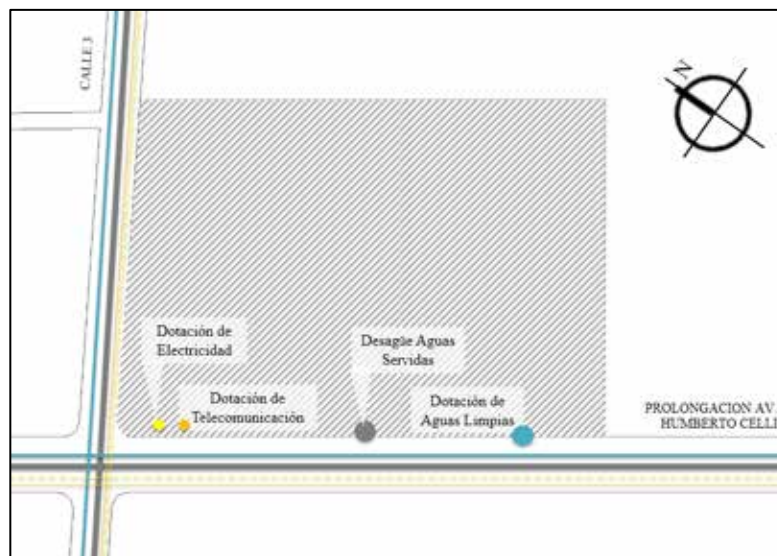 CALLE 3
N
Dotación de
Electricidad
Desagüe Aguas
Servidas
Dotación de
Telecomunicación
Dotación de
Aguas Limpias
PROLONGACION AV.
HUMBERTO CELLI